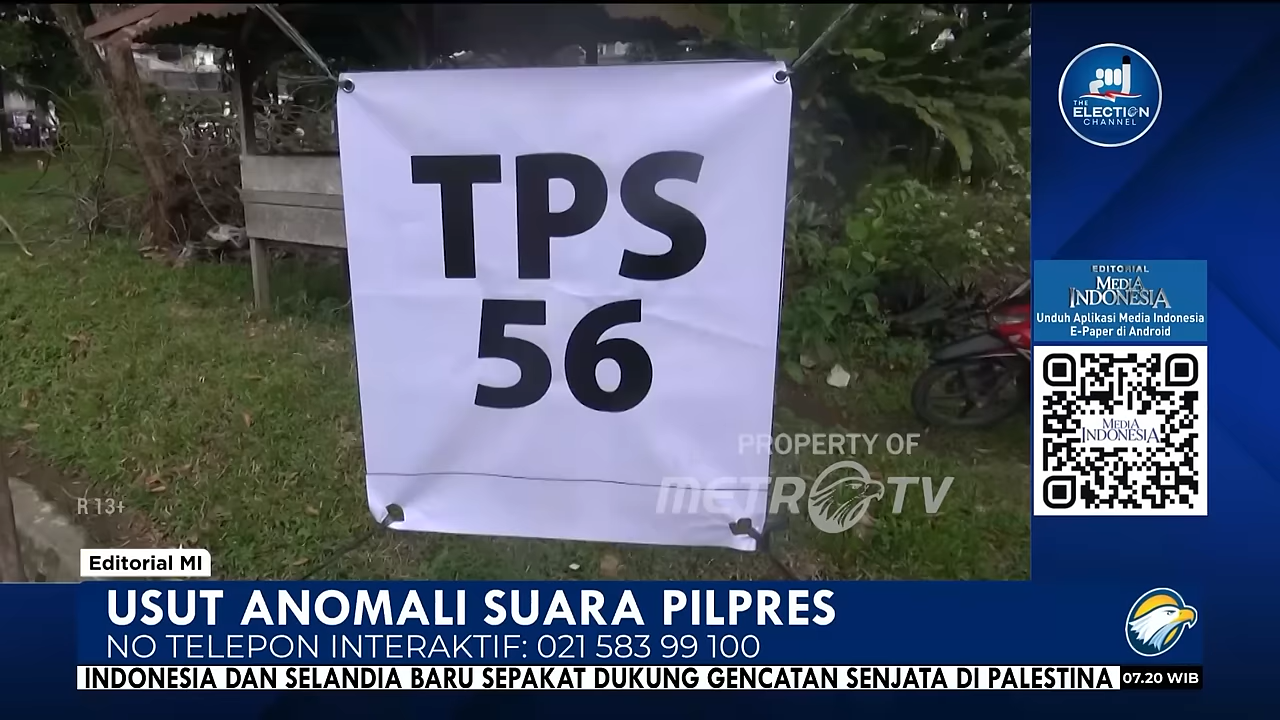 TPS
56
THE
ELECTION
CHANNEL
EDITORIAL
MEDIA
INDONESIA
Unduh Aplikasi Media Indonesia
E-Paper di Android
MEDIA
INDONESIA
PROPERTY OF
METRO TV
R 13+
Editorial MI
USUT ANOMALI SUARA PILPRES
NO TELEPON INTERAKTIF: 021 583 99 100
INDONESIA DAN SELANDIA BARU SEPAKAT DUKUNG GENCATAN SENJATA DI PALESTINA
07.20 WIB